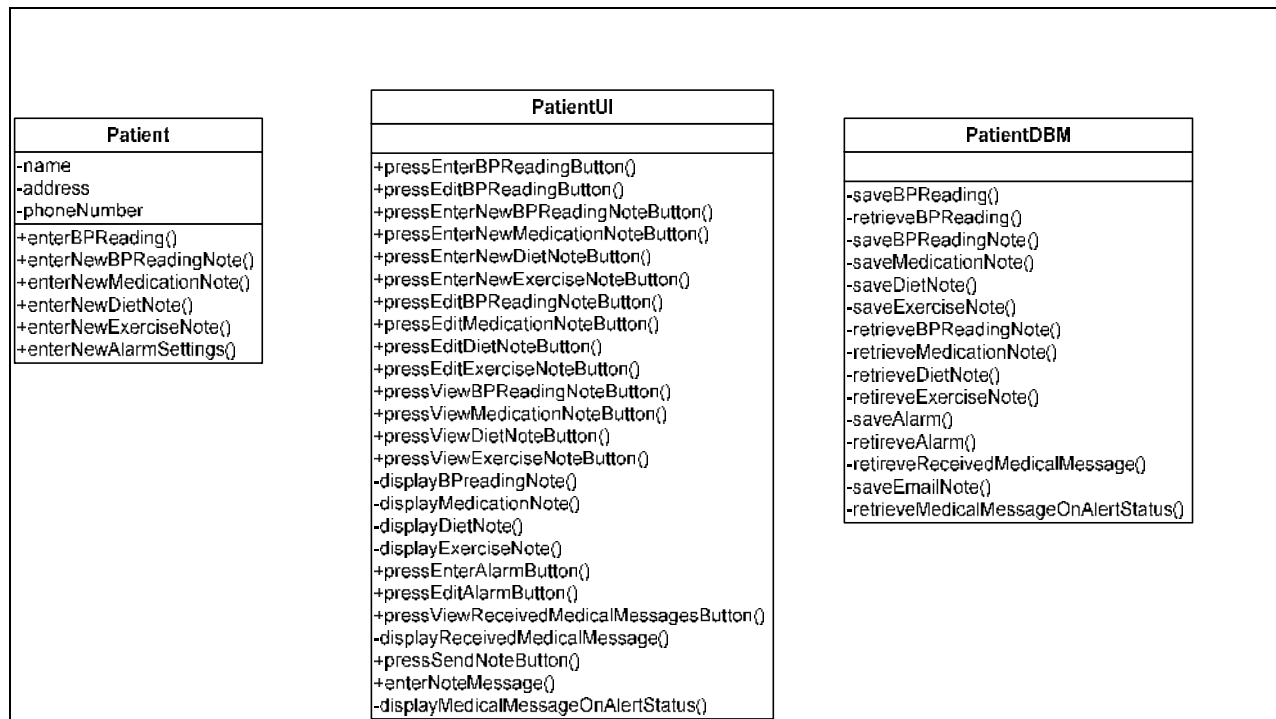 Patient
-name
-address
-phoneNumber
+enterBPReading()
+enterNewBPReadingNote()
+enterNewMedicationNote()
+enterNewDietNote()
+enterNewExerciseNote()
+enterNewAlarmSettings()
PatientUI
+pressEnterBPReadingButton()
+pressEditBPReadingButton()
+pressEnterNewBPReadingNoteButton()
+pressEnterNewMedicationNoteButton()
+pressEnterNewDietNoteButton()
+pressEnterNewExerciseNoteButton()
+pressEditBPReadingNoteButton()
+pressEditMedicationNoteButton()
+pressEditDietNoteButton()
+pressEditExerciseNoteButton()
+pressViewBPReadingNoteButton()
+pressViewMedicationNoteButton()
+pressViewDietNoteButton()
+pressViewExerciseNoteButton()
-displayBPreadingNote()
-displayMedicationNote()
-displayDietNote()
-displayExerciseNote()
+pressEnterAlarmButton()
+pressEditAlarmButton()
+pressViewReceivedMedicalMessagesButton()
-displayReceivedMedicalMessage()
+pressSendNoteButton()
+enterNoteMessage()
-displayMedicalMessageOnAlertStatus()
PatientDBM
-saveBPReading()
-retrieveBPReading()
-saveBPReadingNote()
-saveMedicationNote()
-saveDietNote()
-saveExerciseNote()
-retrieveBPReadingNote()
-retrieveMedicationNote()
-retrieveDietNote()
-retireveExerciseNote()
-saveAlarm()
-retireveAlarm()
-retireveReceivedMedicalMessage()
-saveEmailNote()
-retrieveMedicalMessageOnAlertStatus()